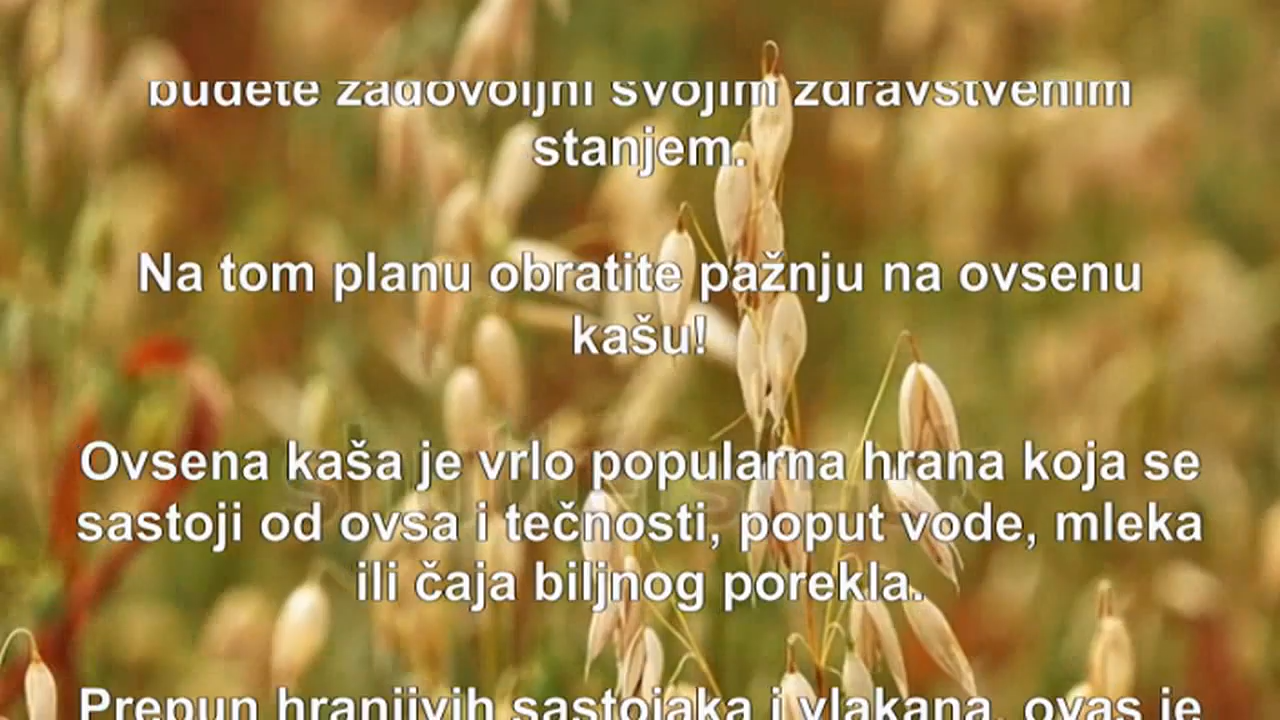 budete zadovoljni svojim zdravstvenim
stanjem.
Na tom planu obratite pažnju na ovsenu
kašu!
Ovsena kaša je vrlo popularna hrana koja se
sastoji od ovsa i tečnosti, poput vode, mleka
ili čaja biljnog porekla.
Prepun hranjivih sastojaka i vlakana, ovas je